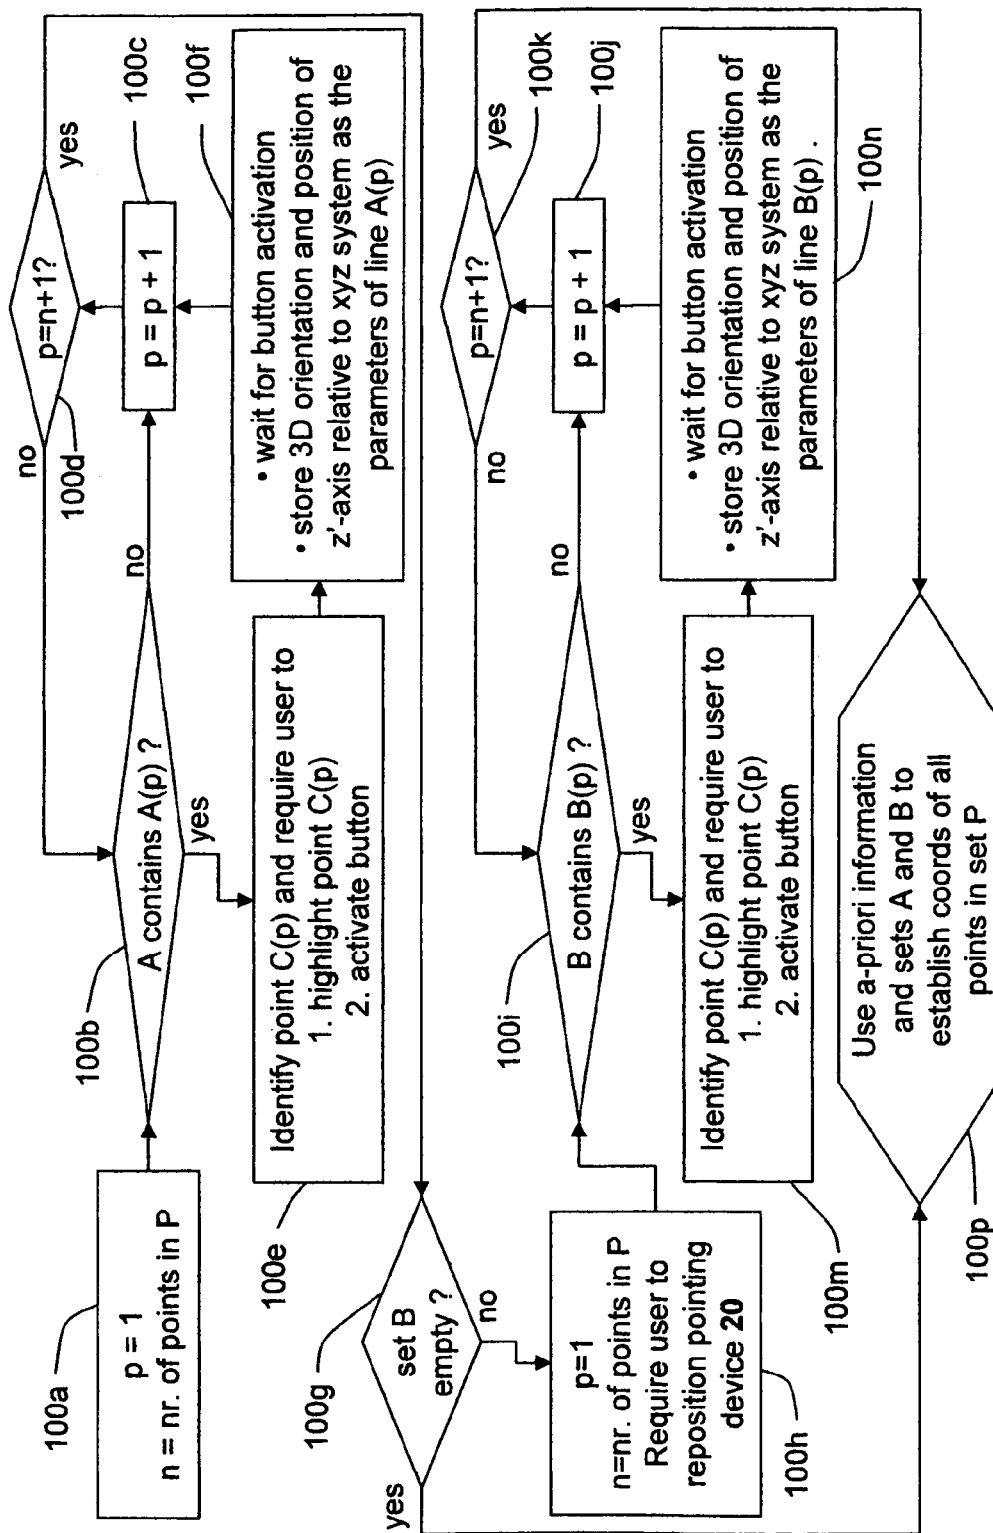 100a
p = 1
n = nr. of points in P
100b
A contains A(p) ?
no
yes
100c
p = p + 1
100d
p=n+1?
no
yes
100e
Identify point C(p) and require user to
1. highlight point C(p)
2. activate button
100f
• wait for button activation
• store 3D orientation and position of
z'-axis relative to xyz system as the
parameters of line A(p)
100g
set B
empty ?
yes
no
100h
p=1
n=nr. of points in P
Require user to
reposition pointing
device 20
100i
B contains B(p) ?
no
yes
100j
p = p + 1
100k
p=n+1?
no
yes
100m
Identify point C(p) and require user to
1. highlight point C(p)
2. activate button
100n
• wait for button activation
• store 3D orientation and position of
z'-axis relative to xyz system as the
parameters of line B(p) .
100p
Use a-priori information
and sets A and B to
establish coords of all
points in set P